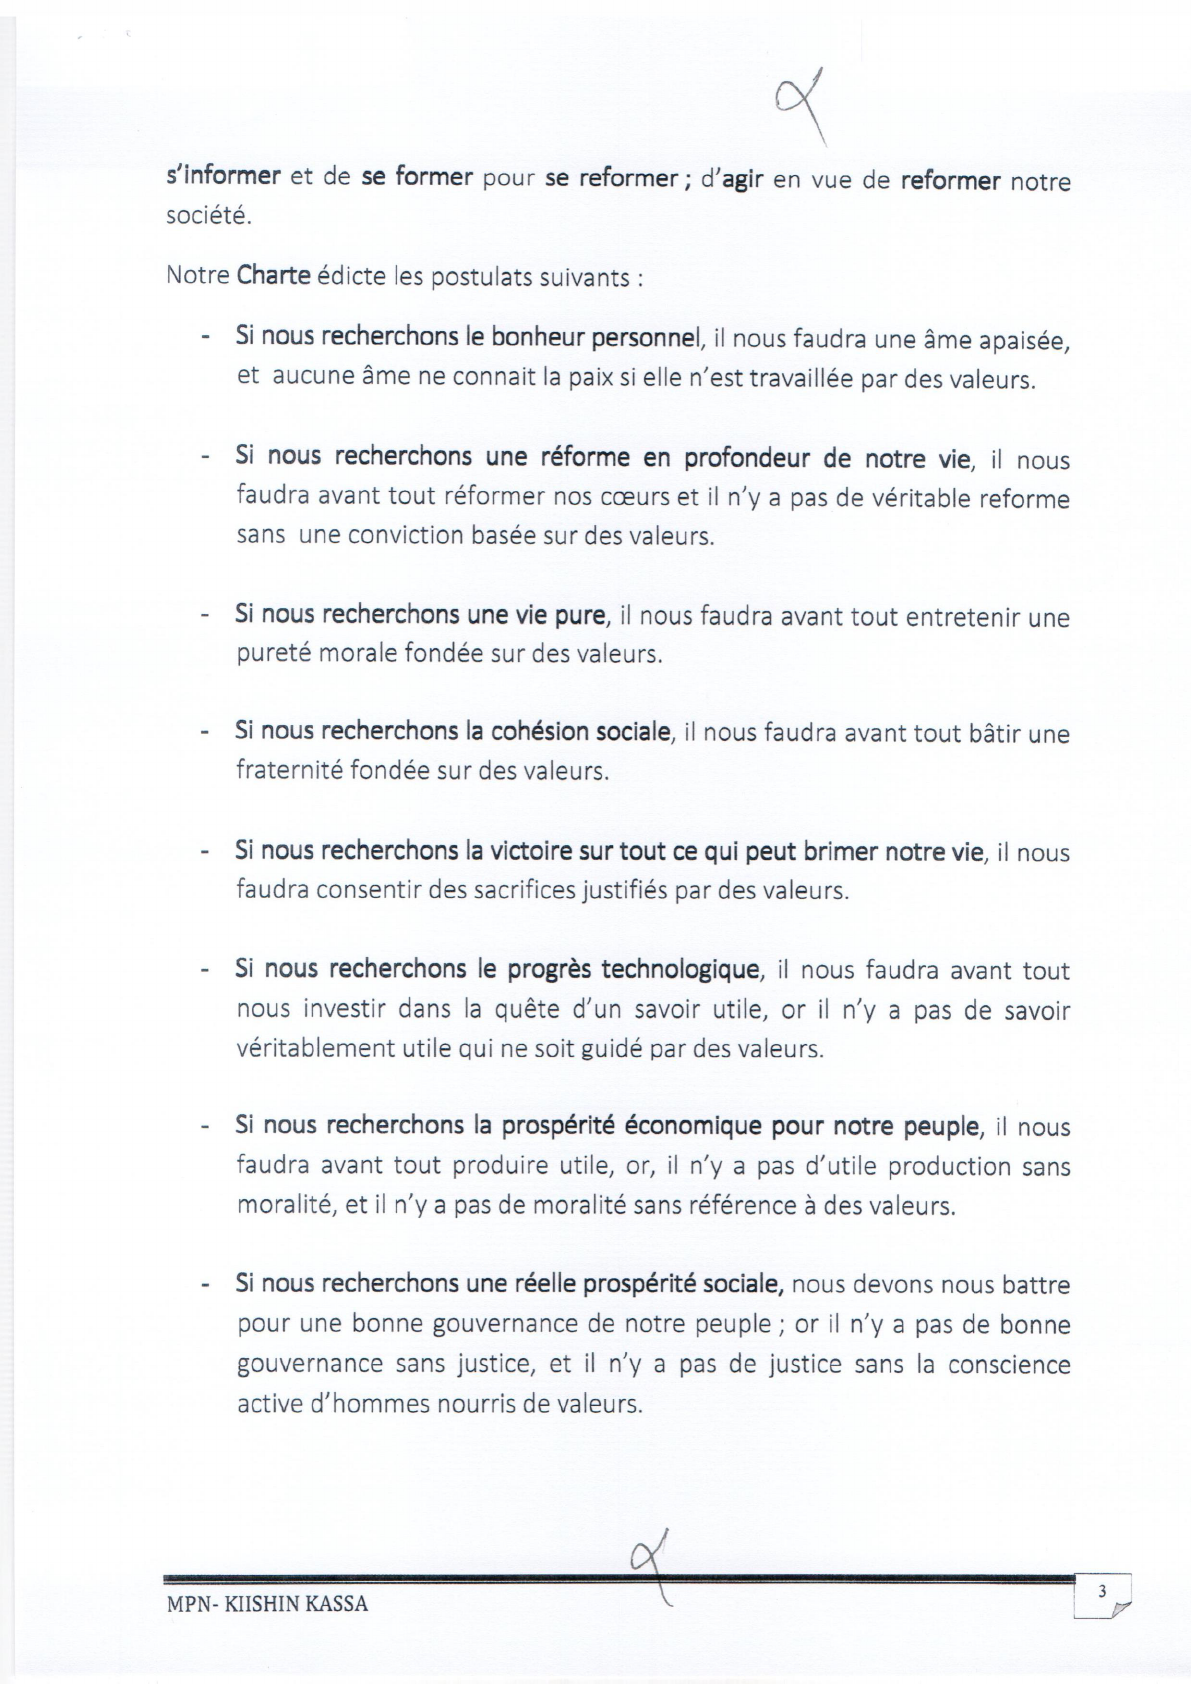 s'informer et de se former pour se reformer ; d'agir en vue de reformer notre
société.
Notre Charte édicte les postulats suivants :
- Si nous recherchons le bonheur personnel, il nous faudra une âme apaisée,
et aucune âme ne connait la paix si elle n'est travaillée par des valeurs.
- Si nous recherchons une réforme en profondeur de notre vie, il nous
faudra avant tout réformer nos cœurs et il n'y a pas de véritable reforme
sans une conviction basée sur des valeurs.
- Si nous recherchons une vie pure, il nous faudra avant tout entretenir une
pureté morale fondée sur des valeurs.
- Si nous recherchons la cohésion sociale, il nous faudra avant tout bâtir une
fraternité fondée sur des valeurs.
- Si nous recherchons la victoire sur tout ce qui peut brimer notre vie, il nous
faudra consentir des sacrifices justifiés par des valeurs.
- Si nous recherchons le progrès technologique, il nous faudra avant tout
nous investir dans la quête d'un savoir utile, or il n'y a pas de savoir
véritablement utile qui ne soit guidé par des valeurs.
- Si nous recherchons la prospérité économique pour notre peuple, il nous
faudra avant tout produire utile, or, il n'y a pas d'utile production sans
moralité, et il n'y a pas de moralité sans référence à des valeurs.
- Si nous recherchons une réelle prospérité sociale, nous devons nous battre
pour une bonne gouvernance de notre peuple ; or il n'y a pas de bonne
gouvernance sans justice, et il n'y a pas de justice sans la conscience
active d'hommes nourris de valeurs.
MPN- KIISHIN KASSA
3